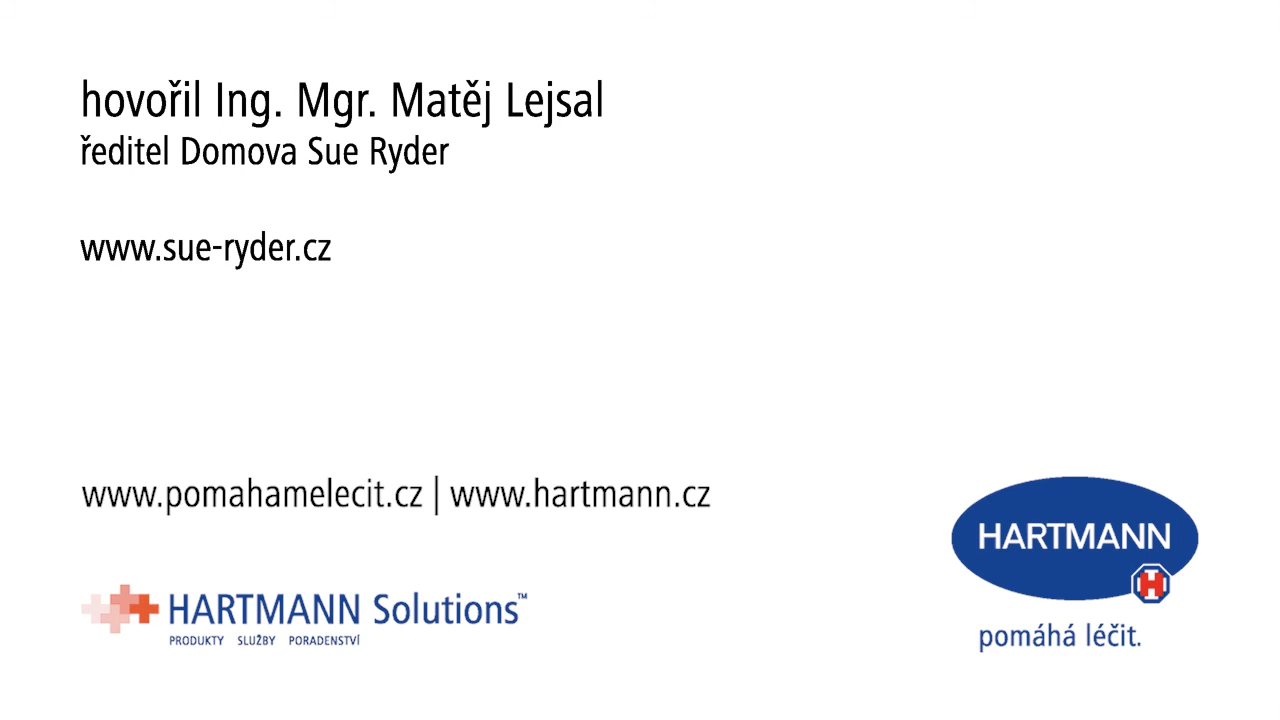 hovořil Ing. Mgr. Matěj Lejsal
ředitel Domova Sue Ryder
www.sue-ryder.cz
www.pomahamelecit.cz | www.hartmann.cz
HARTMANN
H
HARTMANN Solutions™
PRODUKTY SLUŽBY PORADENSTVÍ
pomáhá léčit.